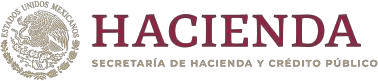 ESTADOS UNIDOS MEXICANOS
HACIENDA
SECRETARÍA DE HACIENDA Y CRÉDITO PÚBLICO